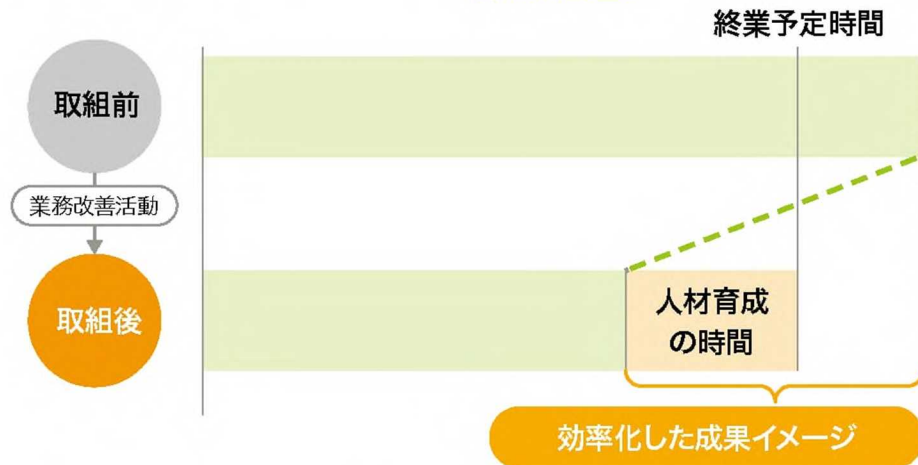 終業予定時間
取組前
業務改善活動
取組後
人材育成
の時間
効率化した成果イメージ